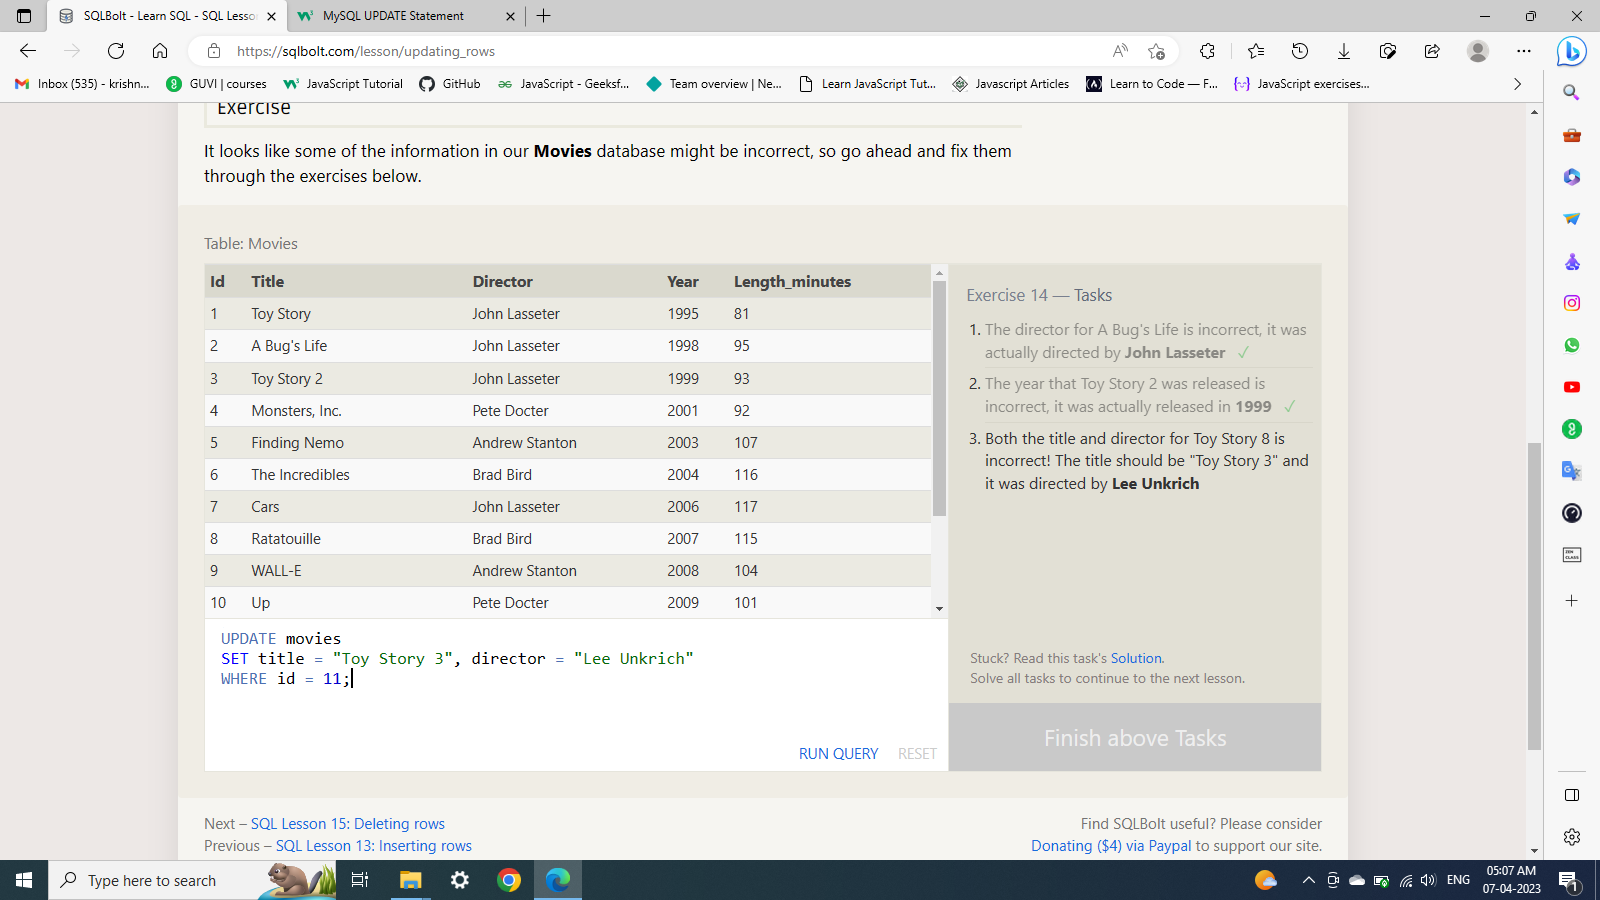 SQLBolt - Learn SQL - SQL Lesso
MySQL UPDATE Statement
https://sqlbolt.com/lesson/updating_rows
Inbox (535) - krishn...
GUVI | courses
JavaScript Tutorial
GitHub
JavaScript - Geeksf...
Team overview | Ne...
Learn JavaScript Tut...
Javascript Articles
Learn to Code — F...
JavaScript exercises...
Exercise
It looks like some of the information in our Movies database might be incorrect, so go ahead and fix them
through the exercises below.
Table: Movies
Id Title Director Year Length_minutes
1 Toy Story John Lasseter 1995 81
2 A Bug's Life John Lasseter 1998 95
3 Toy Story 2 John Lasseter 1999 93
4 Monsters, Inc. Pete Docter 2001 92
5 Finding Nemo Andrew Stanton 2003 107
6 The Incredibles Brad Bird 2004 116
7 Cars John Lasseter 2006 117
8 Ratatouille Brad Bird 2007 115
9 WALL-E Andrew Stanton 2008 104
10 Up Pete Docter 2009 101
UPDATE movies
SET title = "Toy Story 3", director = "Lee Unkrich"
WHERE id = 11;
RUN QUERY RESET
Exercise 14 — Tasks
1. The director for A Bug's Life is incorrect, it was
actually directed by John Lasseter ✓
2. The year that Toy Story 2 was released is
incorrect, it was actually released in 1999 ✓
3. Both the title and director for Toy Story 8 is
incorrect! The title should be "Toy Story 3" and
it was directed by Lee Unkrich
Stuck? Read this task's Solution.
Solve all tasks to continue to the next lesson.
Finish above Tasks
Next – SQL Lesson 15: Deleting rows
Previous – SQL Lesson 13: Inserting rows
Find SQLBolt useful? Please consider
Donating ($4) via Paypal to support our site.
ZEN
CLASS
Type here to search
ENG
05:07 AM
07-04-2023
1